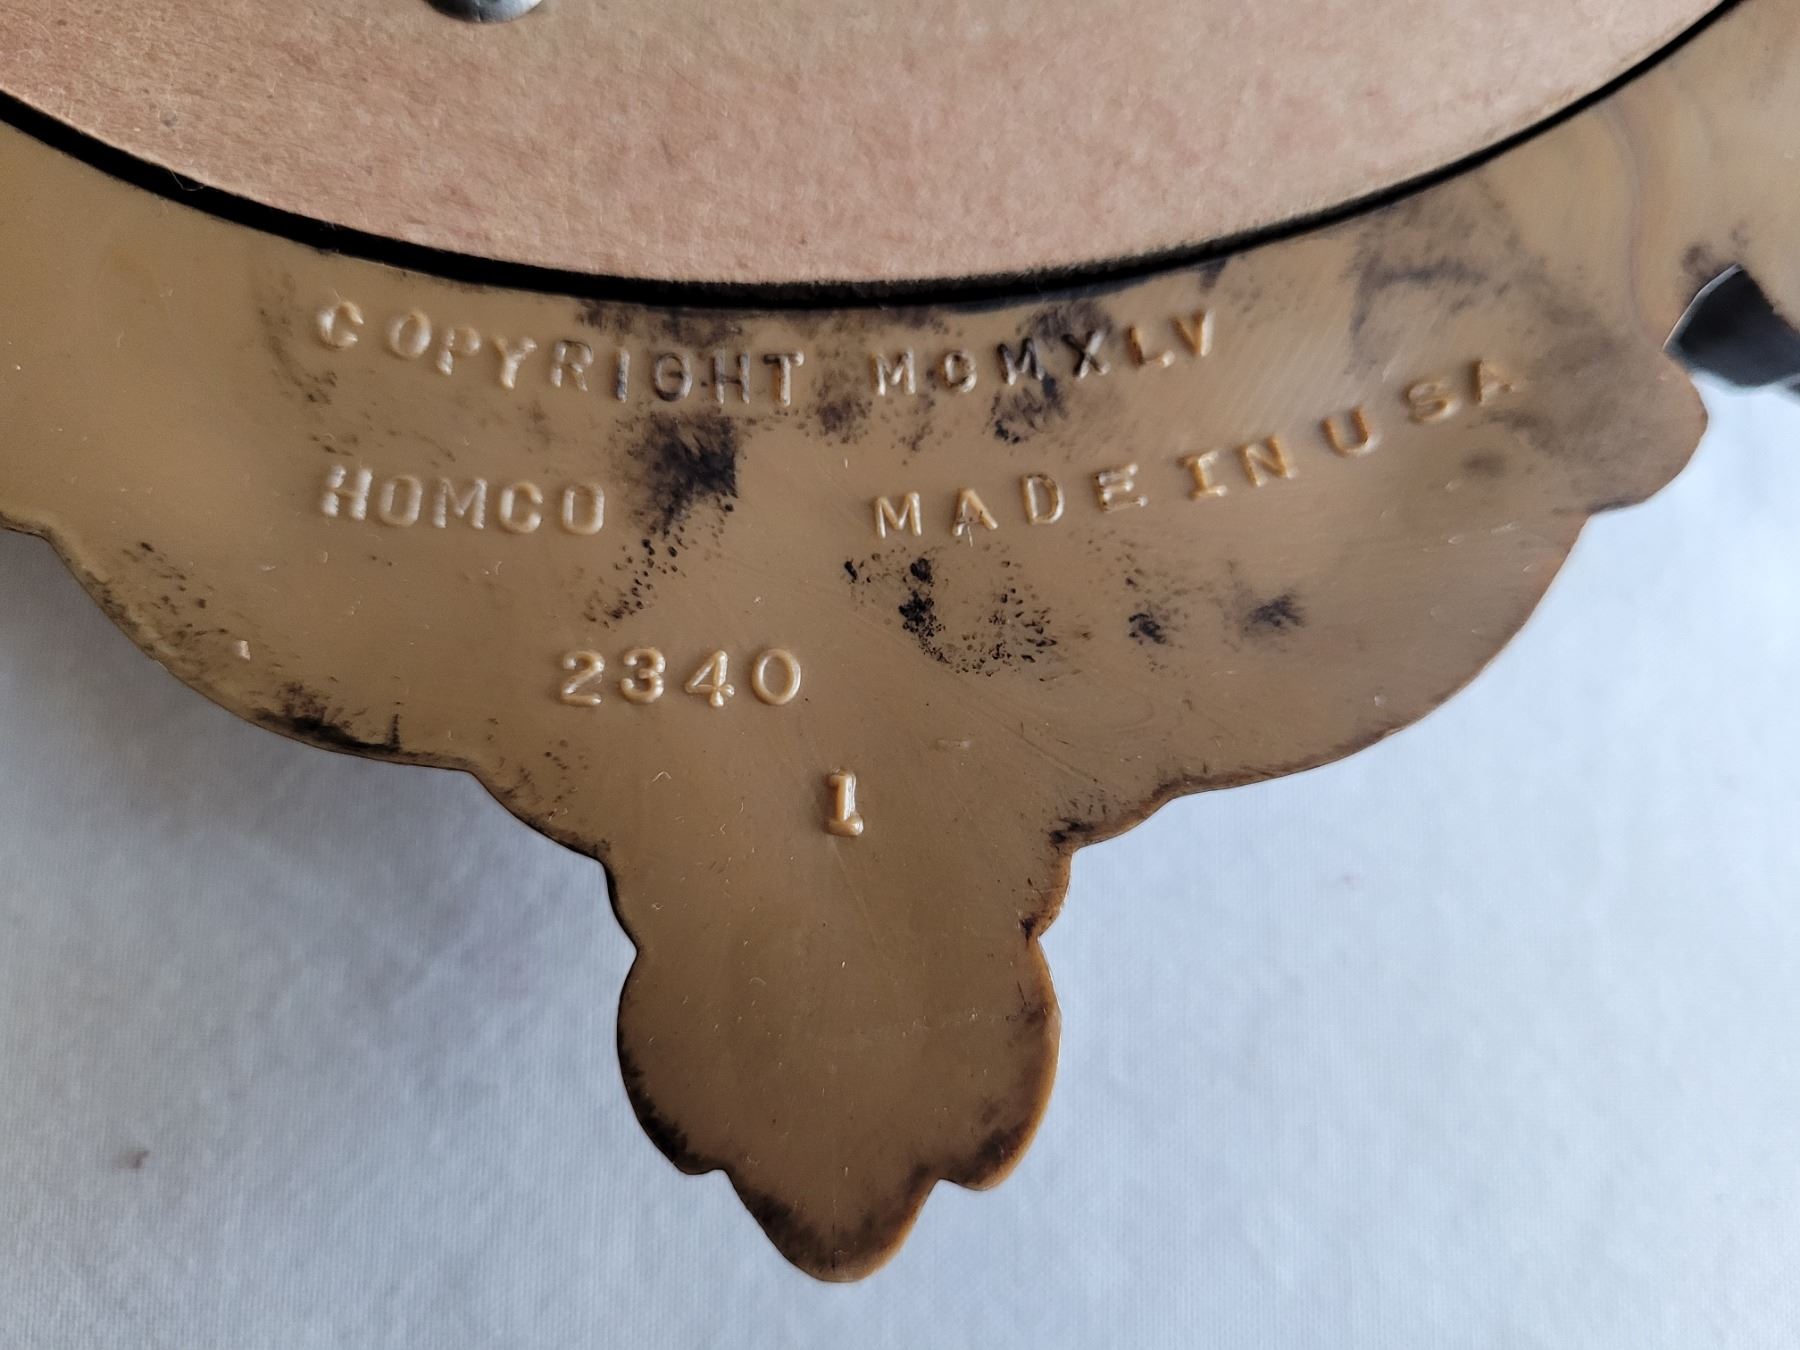 COPYRIGHT MCMXLV
HOMCO MADE IN USA
2340
1